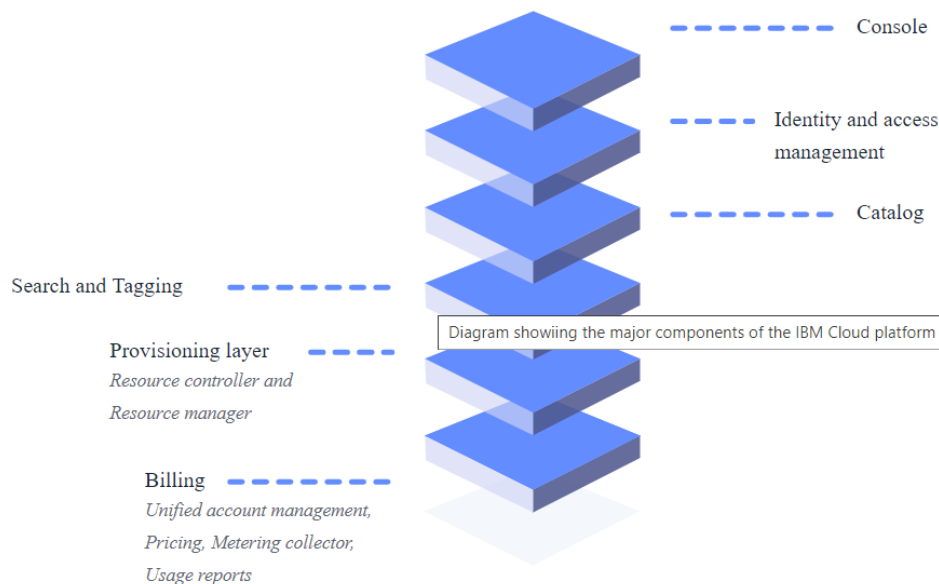 Console
Identity and access
management
Catalog
Search and Tagging
Diagram showiing the major components of the IBM Cloud platform
Provisioning layer
Resource controller and
Resource manager
Billing
Unified account management,
Pricing, Metering collector,
Usage reports